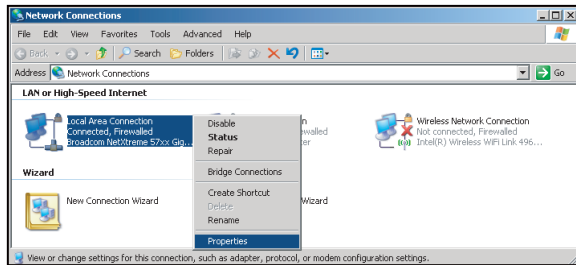 Network Connections
File Edit View Favorites Tools Advanced Help
Back Search Folders
Address Network Connections Go
LAN or High-Speed Internet
Local Area Connection
Connected, Firewalled
Broadcom NetXtreme 57xx Gig...
Disable
Status
Repair
Bridge Connections
Create Shortcut
Delete
Rename
Properties
Wireless Network Connection
Not connected, Firewalled
Intel(R) Wireless WiFi Link 496...
Wizard
New Connection Wizard
Wizard
View or change settings for this connection, such as adapter, protocol, or modem configuration settings.